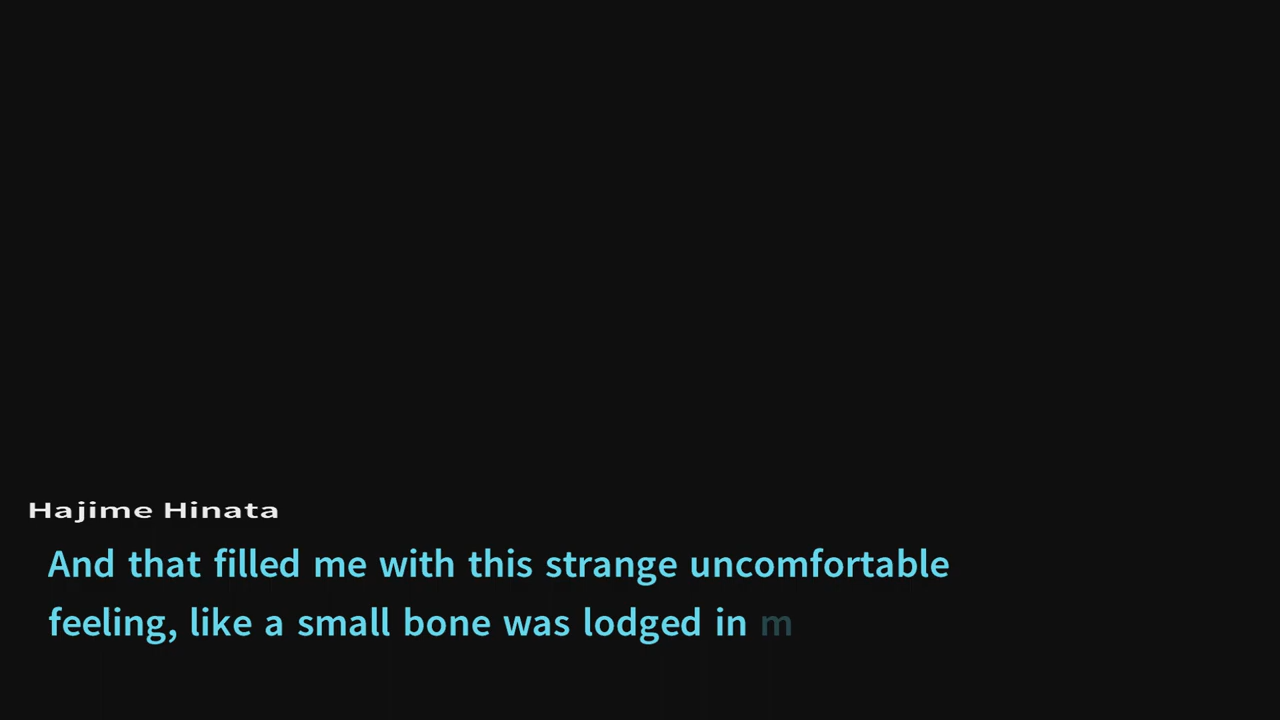 Hajime Hinata
And that filled me with this strange uncomfortable
feeling, like a small bone was lodged in m